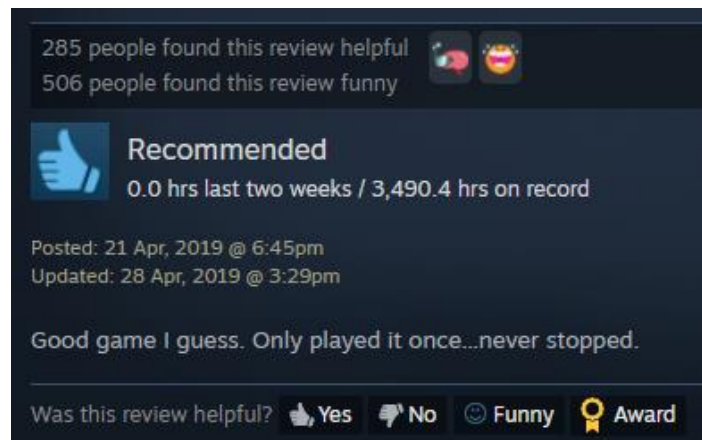 285 people found this review helpful
506 people found this review funny
Recommended
0.0 hrs last two weeks / 3,490.4 hrs on record
Posted: 21 Apr, 2019 @ 6:45pm
Updated: 28 Apr, 2019 @ 3:29pm
Good game I guess. Only played it once...never stopped.
Was this review helpful? Yes No Funny Award